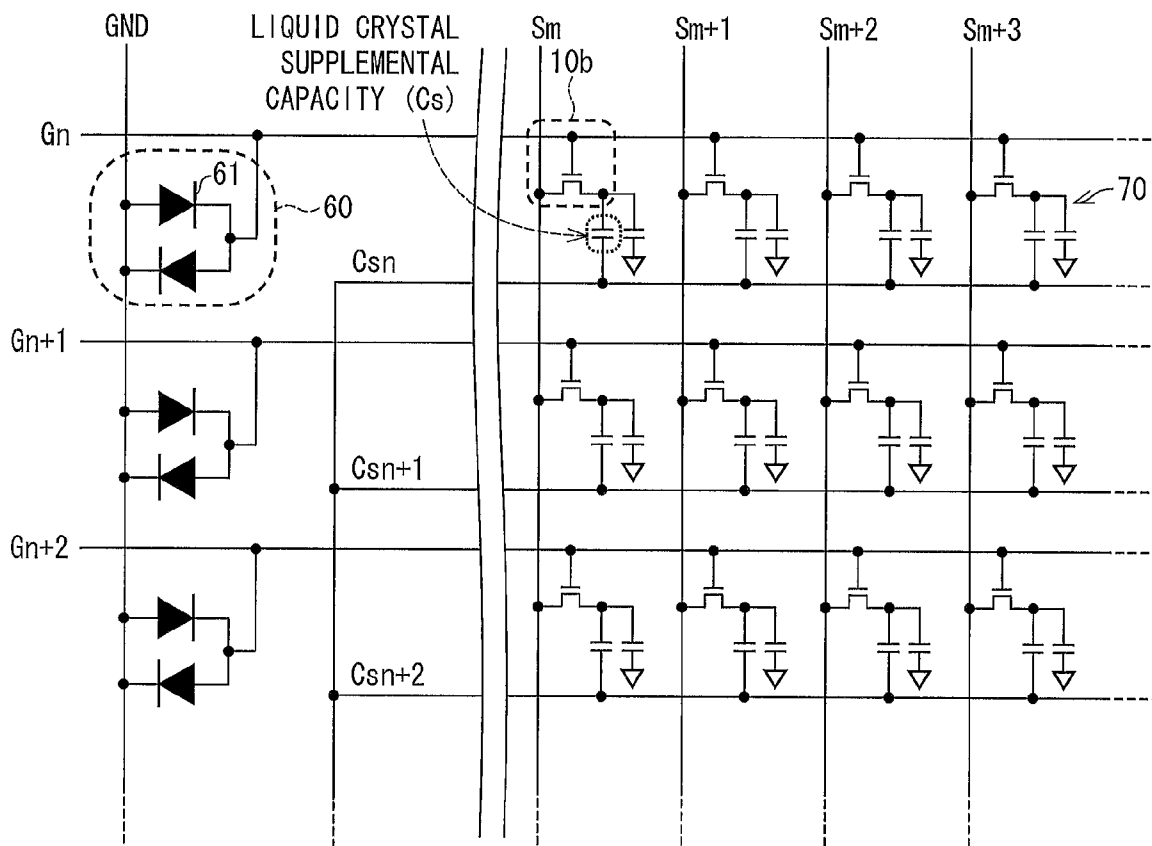 GND
LIQUID CRYSTAL
SUPPLEMENTAL
CAPACITY (Cs)
Sm
Sm+1
Sm+2
Sm+3
10b
Gn
61
60
70
Csn
Gn+1
Csn+1
Gn+2
Csn+2